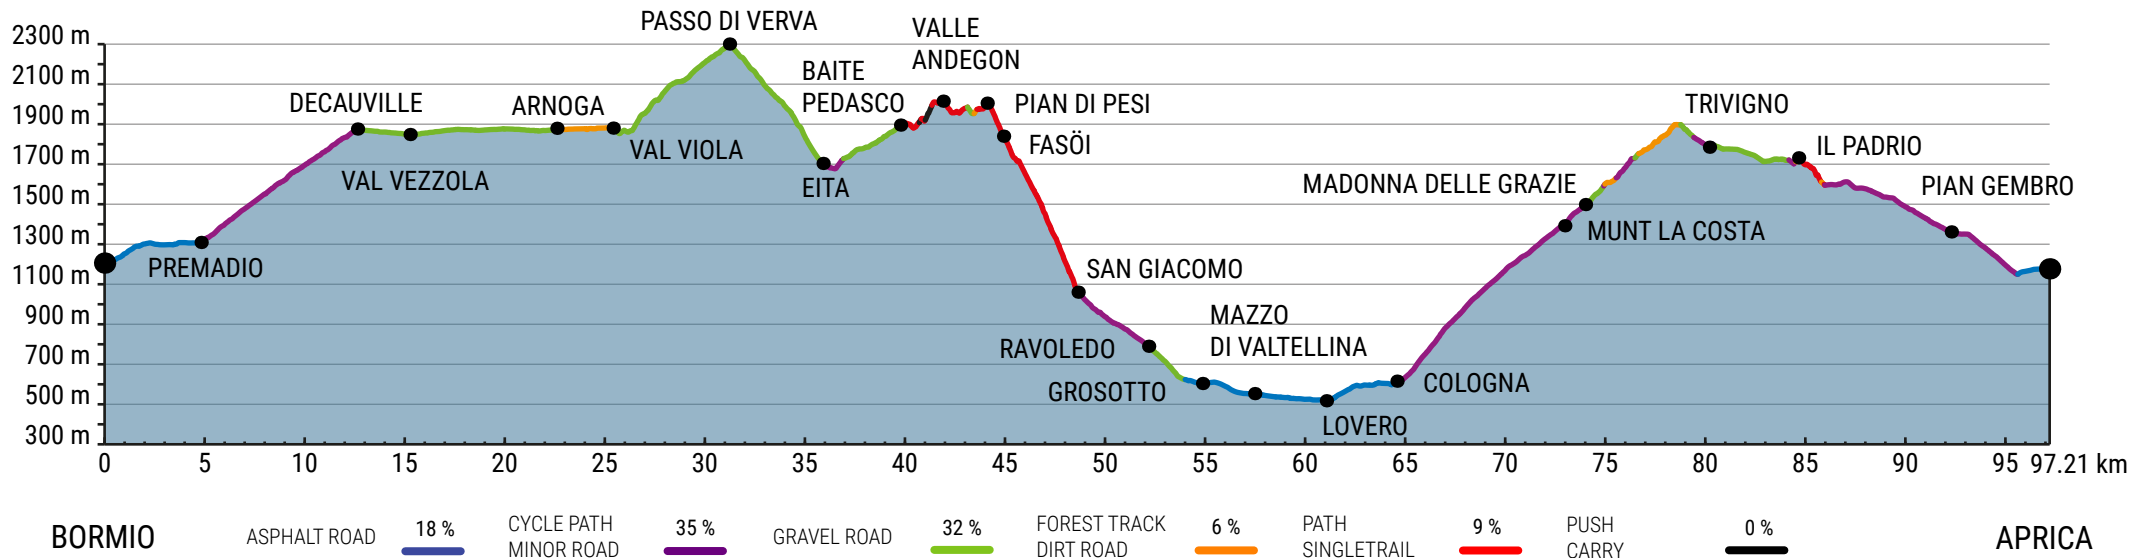 PASSO DI VERVA
VALLE
ANDEGON
2300 m
2100 m
1900 m
1700 m
1500 m
1300 m
1100 m
900 m
700 m
500 m
300 m
BAITE
PEDASCO
DECAUVILLE
ARNOGA
PIAN DI PESI
TRIVIGNO
FASÖI
IL PADRIO
VAL VIOLA
VAL VEZZOLA
EITA
MADONNA DELLE GRAZIE
PIAN GEMBRO
MUNT LA COSTA
PREMADIO
SAN GIACOMO
MAZZO
DI VALTELLINA
RAVOLEDO
GROSOTTO
COLOGNA
LOVERO
0 5 10 15 20 25 30 35 40 45 50 55 60 65 70 75 80 85 90 95 97.21 km
BORMIO
ASPHALT ROAD 18 %
CYCLE PATH
MINOR ROAD 35 %
GRAVEL ROAD 32 %
FOREST TRACK
DIRT ROAD 6 %
PATH
SINGLETRAIL 9 %
PUSH
CARRY 0 %
APRICA